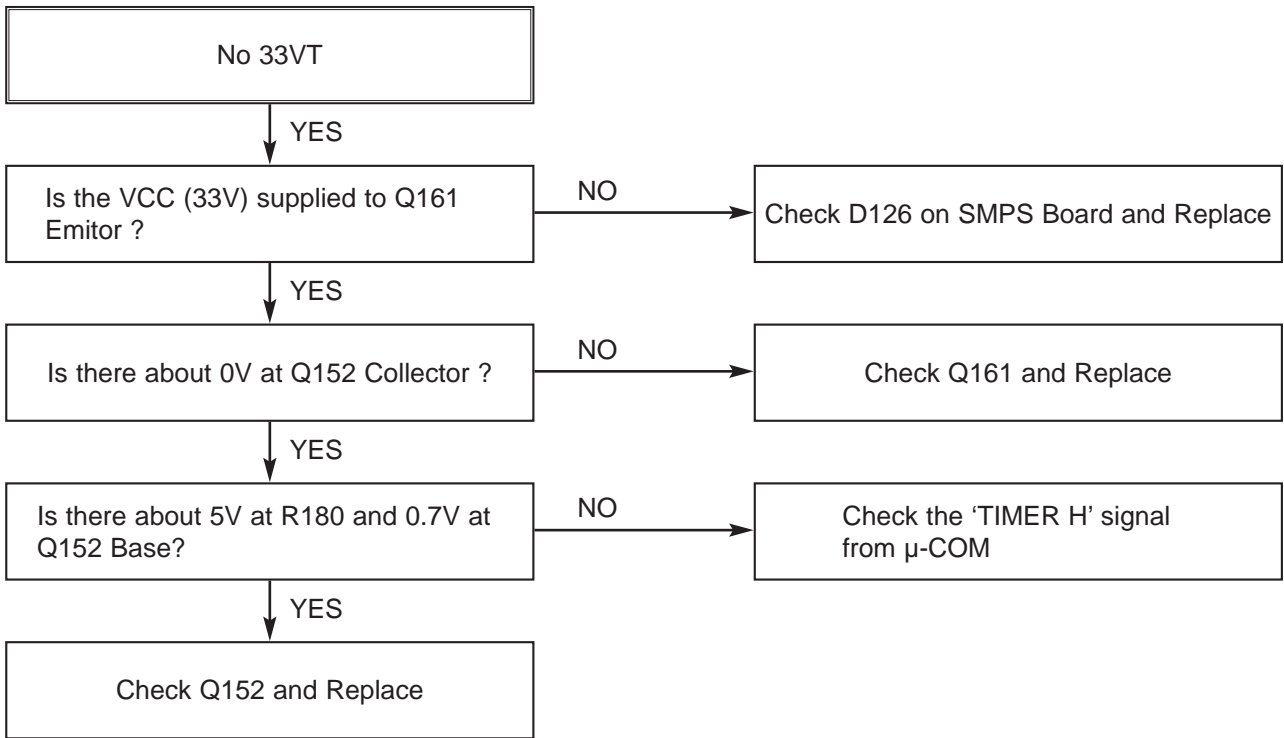 No 33VT
YES
Is the VCC (33V) supplied to Q161
Emitor ?
NO
Check D126 on SMPS Board and Replace
YES
Is there about 0V at Q152 Collector ?
NO
Check Q161 and Replace
YES
Is there about 5V at R180 and 0.7V at
Q152 Base?
NO
Check the ‘TIMER H’ signal
from µ-COM
YES
Check Q152 and Replace